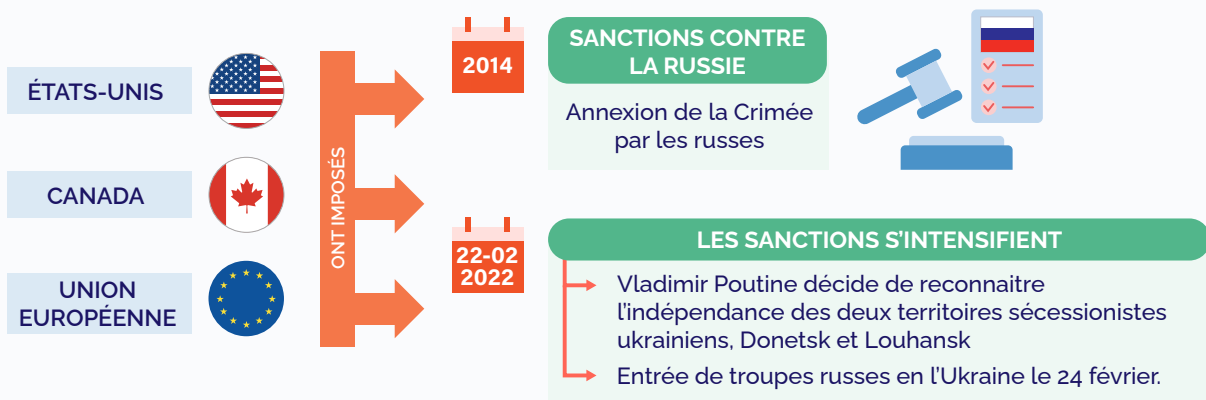 ÉTATS-UNIS
CANADA
UNION
EUROPÉENNE
ONT IMPOSÉS
2014
SANCTIONS CONTRE
LA RUSSIE
Annexion de la Crimée
par les russes
22-02
2022
LES SANCTIONS S'INTENSIFIENT
Vladimir Poutine décide de reconnaitre
l'indépendance des deux territoires sécessionistes
ukrainiens, Donetsk et Louhansk
Entrée de troupes russes en l'Ukraine le 24 février.